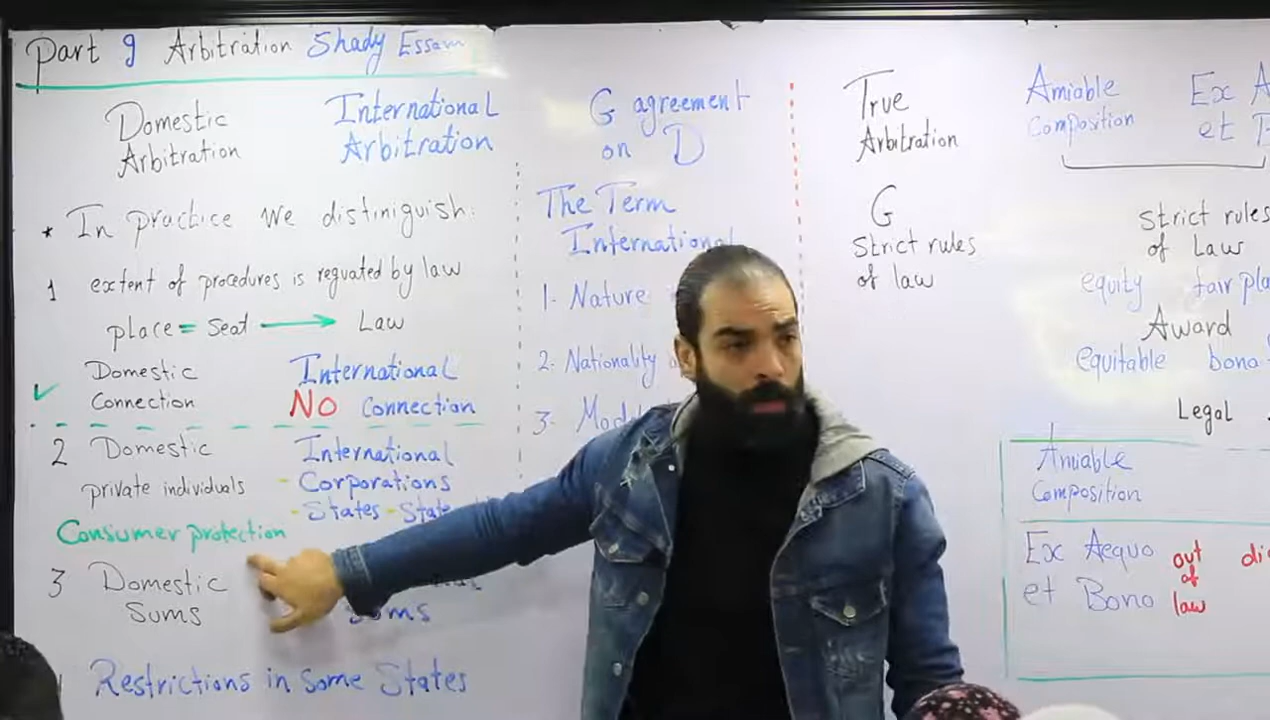 Part 9 Arbitration Shady Essam
Domestic
Arbitration
International
Arbitration
* In practice we distinguish:
1 extent of procedures is reguated by law
place = Seat → Law
✓ Domestic
Connection
International
NO Connection
2 Domestic
private individuals
Consumer protection
International
- Corporations
- States - State
3 Domestic
Sums
Sums
Restrictions in Some States
G agreement
on D
The Term
International
1. Nature
2. Nationality
3.
True
Arbitration
G
Strict rules
of law
Amiable
Composition
Ex
et
Strict rules
of Law
equity fair
Award
equitable bona
Legal
Amiable
Composition
Ex Aequo
et Bono
out
of
law